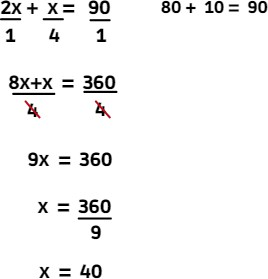 2x/1 + x/4 = 90/1
80 + 10 = 90
8x+x/4 = 360/4
9x = 360
x = 360/9
x = 40